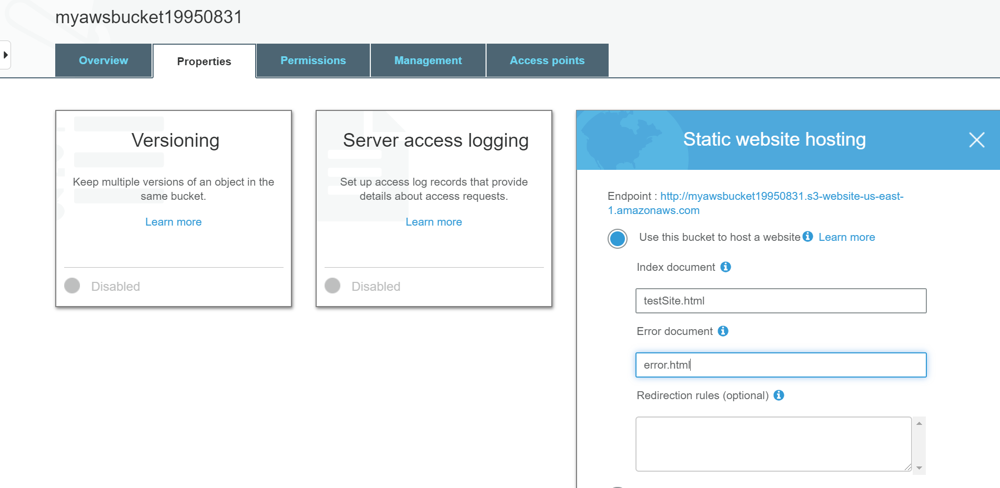 myawsbucket19950831
Overview
Properties
Permissions
Management
Access points
Versioning
Keep multiple versions of an object in the
same bucket.
Learn more
Disabled
Server access logging
Set up access log records that provide
details about access requests.
Learn more
Disabled
Static website hosting
Endpoint : http://myawsbucket19950831.s3-website-us-east-
1.amazonaws.com
Use this bucket to host a website Learn more
Index document
testSite.html
Error document
error.html
Redirection rules (optional)